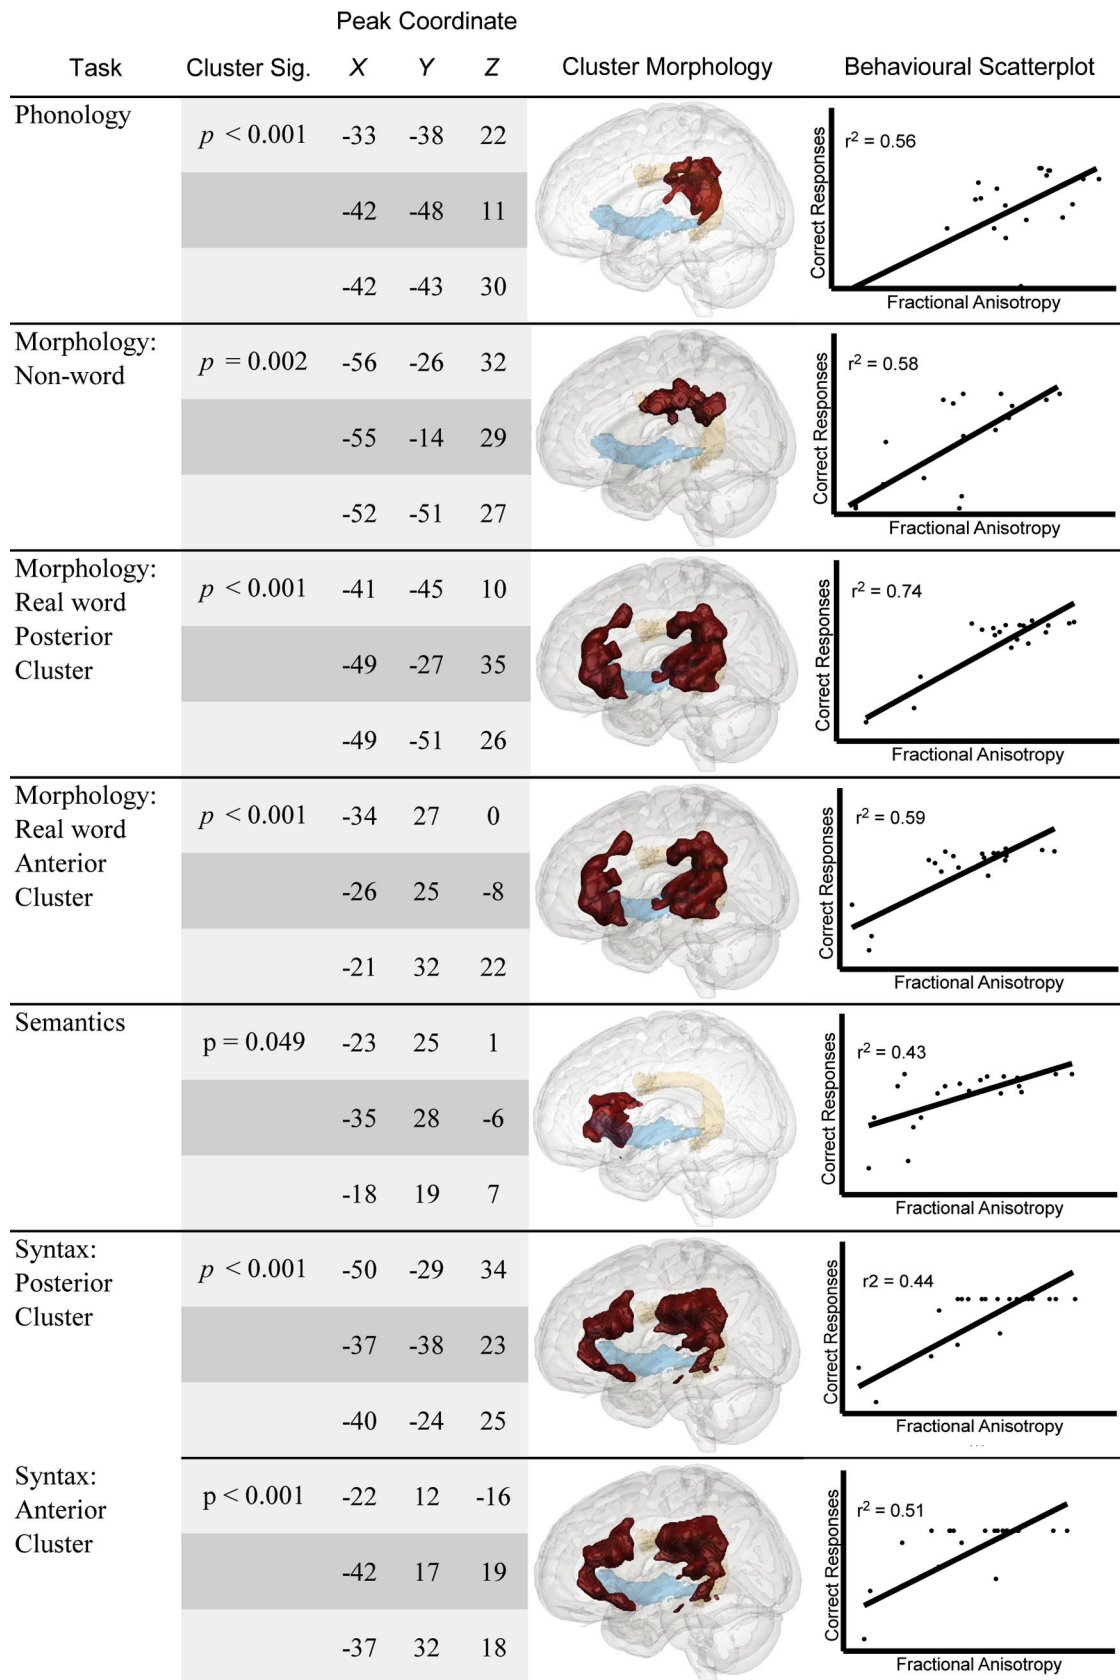 Peak Coordinate
Task Cluster Sig. X Y Z Cluster Morphology Behavioural Scatterplot
Phonology
p < 0.001 -33 -38 22
-42 -48 11
-42 -43 30
r² = 0.56
Correct Responses
Fractional Anisotropy
Morphology:
Non-word
p = 0.002 -56 -26 32
-55 -14 29
-52 -51 27
r² = 0.58
Correct Responses
Fractional Anisotropy
Morphology:
Real word
Posterior
Cluster
p < 0.001 -41 -45 10
-49 -27 35
-49 -51 26
r² = 0.74
Correct Responses
Fractional Anisotropy
Morphology:
Real word
Anterior
Cluster
p < 0.001 -34 27 0
-26 25 -8
-21 32 22
r² = 0.59
Correct Responses
Fractional Anisotropy
Semantics
p = 0.049 -23 25 1
-35 28 -6
-18 19 7
r² = 0.43
Correct Responses
Fractional Anisotropy
Syntax:
Posterior
Cluster
p < 0.001 -50 -29 34
-37 -38 23
-40 -24 25
r2 = 0.44
Correct Responses
Fractional Anisotropy
Syntax:
Anterior
Cluster
p < 0.001 -22 12 -16
-42 17 19
-37 32 18
r² = 0.51
Correct Responses
Fractional Anisotropy